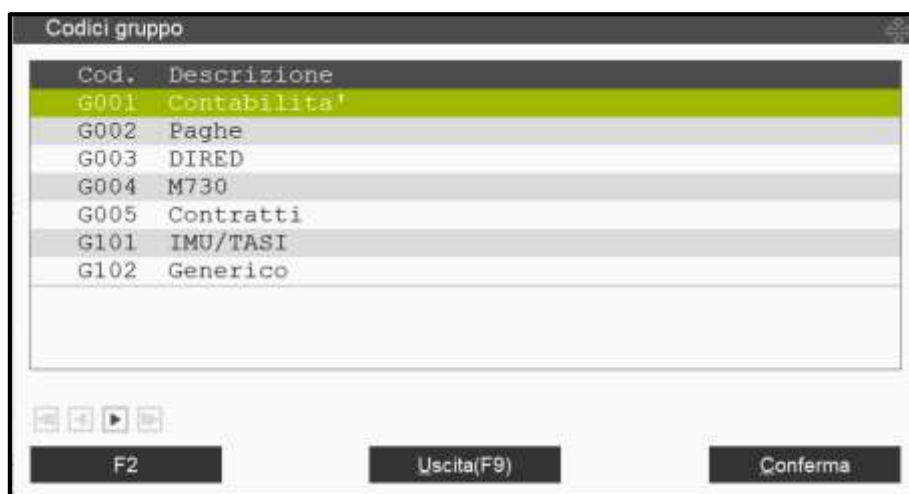 Codici gruppo
Cod. Descrizione
G001 Contabilita'
G002 Paghe
G003 DIRED
G004 M730
G005 Contratti
G101 IMU/TASI
G102 Generico
F2 Uscita(F9) Conferma